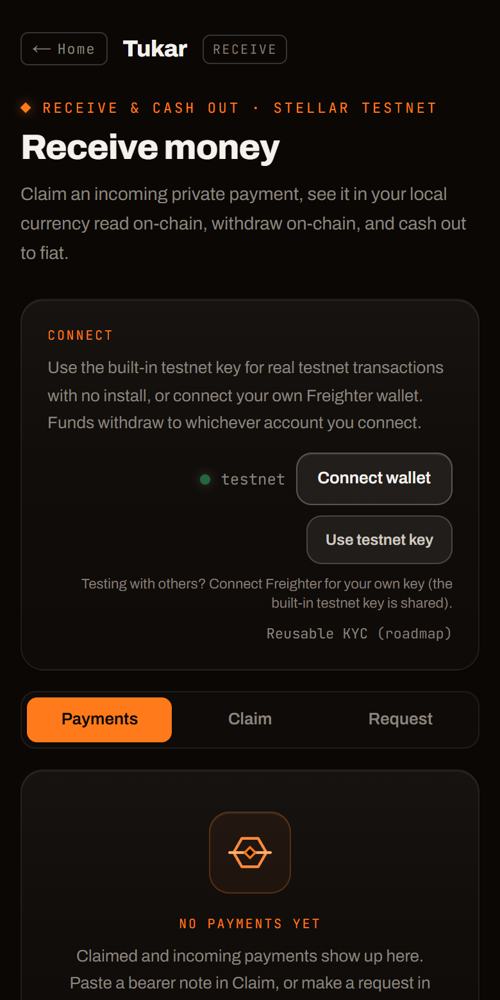 ← Home
Tukar
RECEIVE
RECEIVE & CASH OUT · STELLAR TESTNET
Receive money
Claim an incoming private payment, see it in your local
currency read on-chain, withdraw on-chain, and cash out
to fiat.
CONNECT
Use the built-in testnet key for real testnet transactions
with no install, or connect your own Freighter wallet.
Funds withdraw to whichever account you connect.
testnet
Connect wallet
Use testnet key
Testing with others? Connect Freighter for your own key (the
built-in testnet key is shared).
Reusable KYC (roadmap)
Payments
Claim
Request
NO PAYMENTS YET
Claimed and incoming payments show up here.
Paste a bearer note in Claim, or make a request in